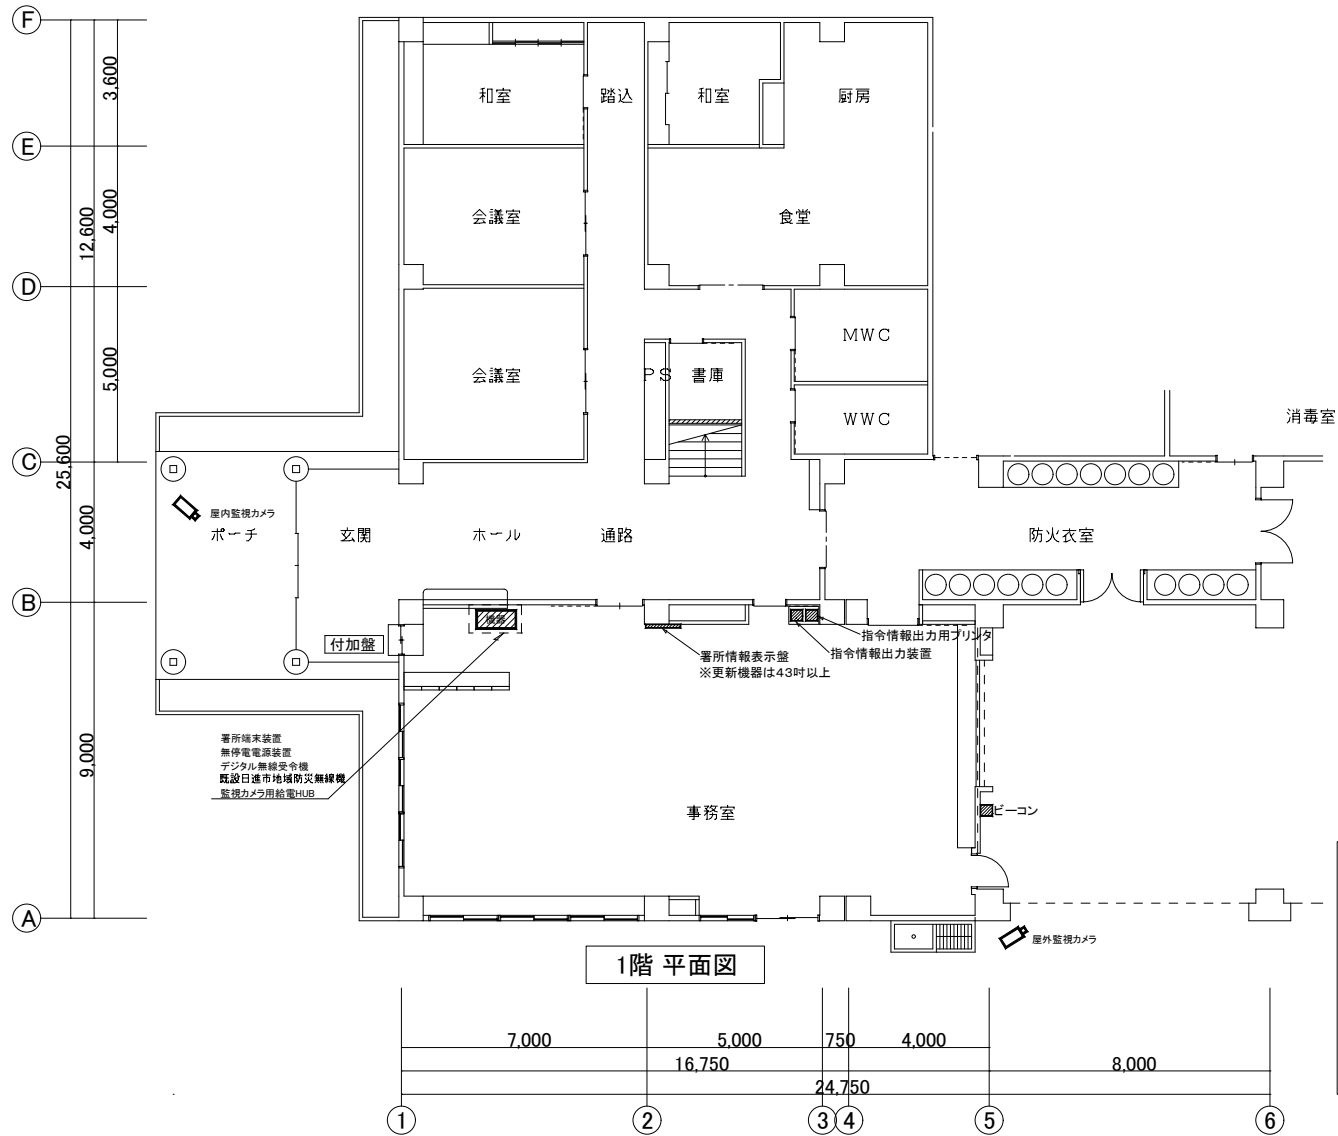 F
3,600
和室
踏込
和室
厨房
E
4,000
12,600
会議室
食堂
D
5,000
MWC
会議室
PS
書庫
WWC
消毒室
C
25,600
屋内監視カメラ
4,000
ポーチ
玄関
ホール
通路
防火衣室
B
機器
付加盤
指令情報出力用プリンタ
指令情報出力装置
署所情報表示盤
※更新機器は43吋以上
9,000
署所端末装置
無停電電源装置
デジタル無線受令機
既設日進市地域防災無線機
監視カメラ用給電HUB
事務室
ビーコン
A
屋外監視カメラ
1階 平面図
7,000
5,000
750
4,000
16,750
8,000
24,750
1
2
3
4
5
6